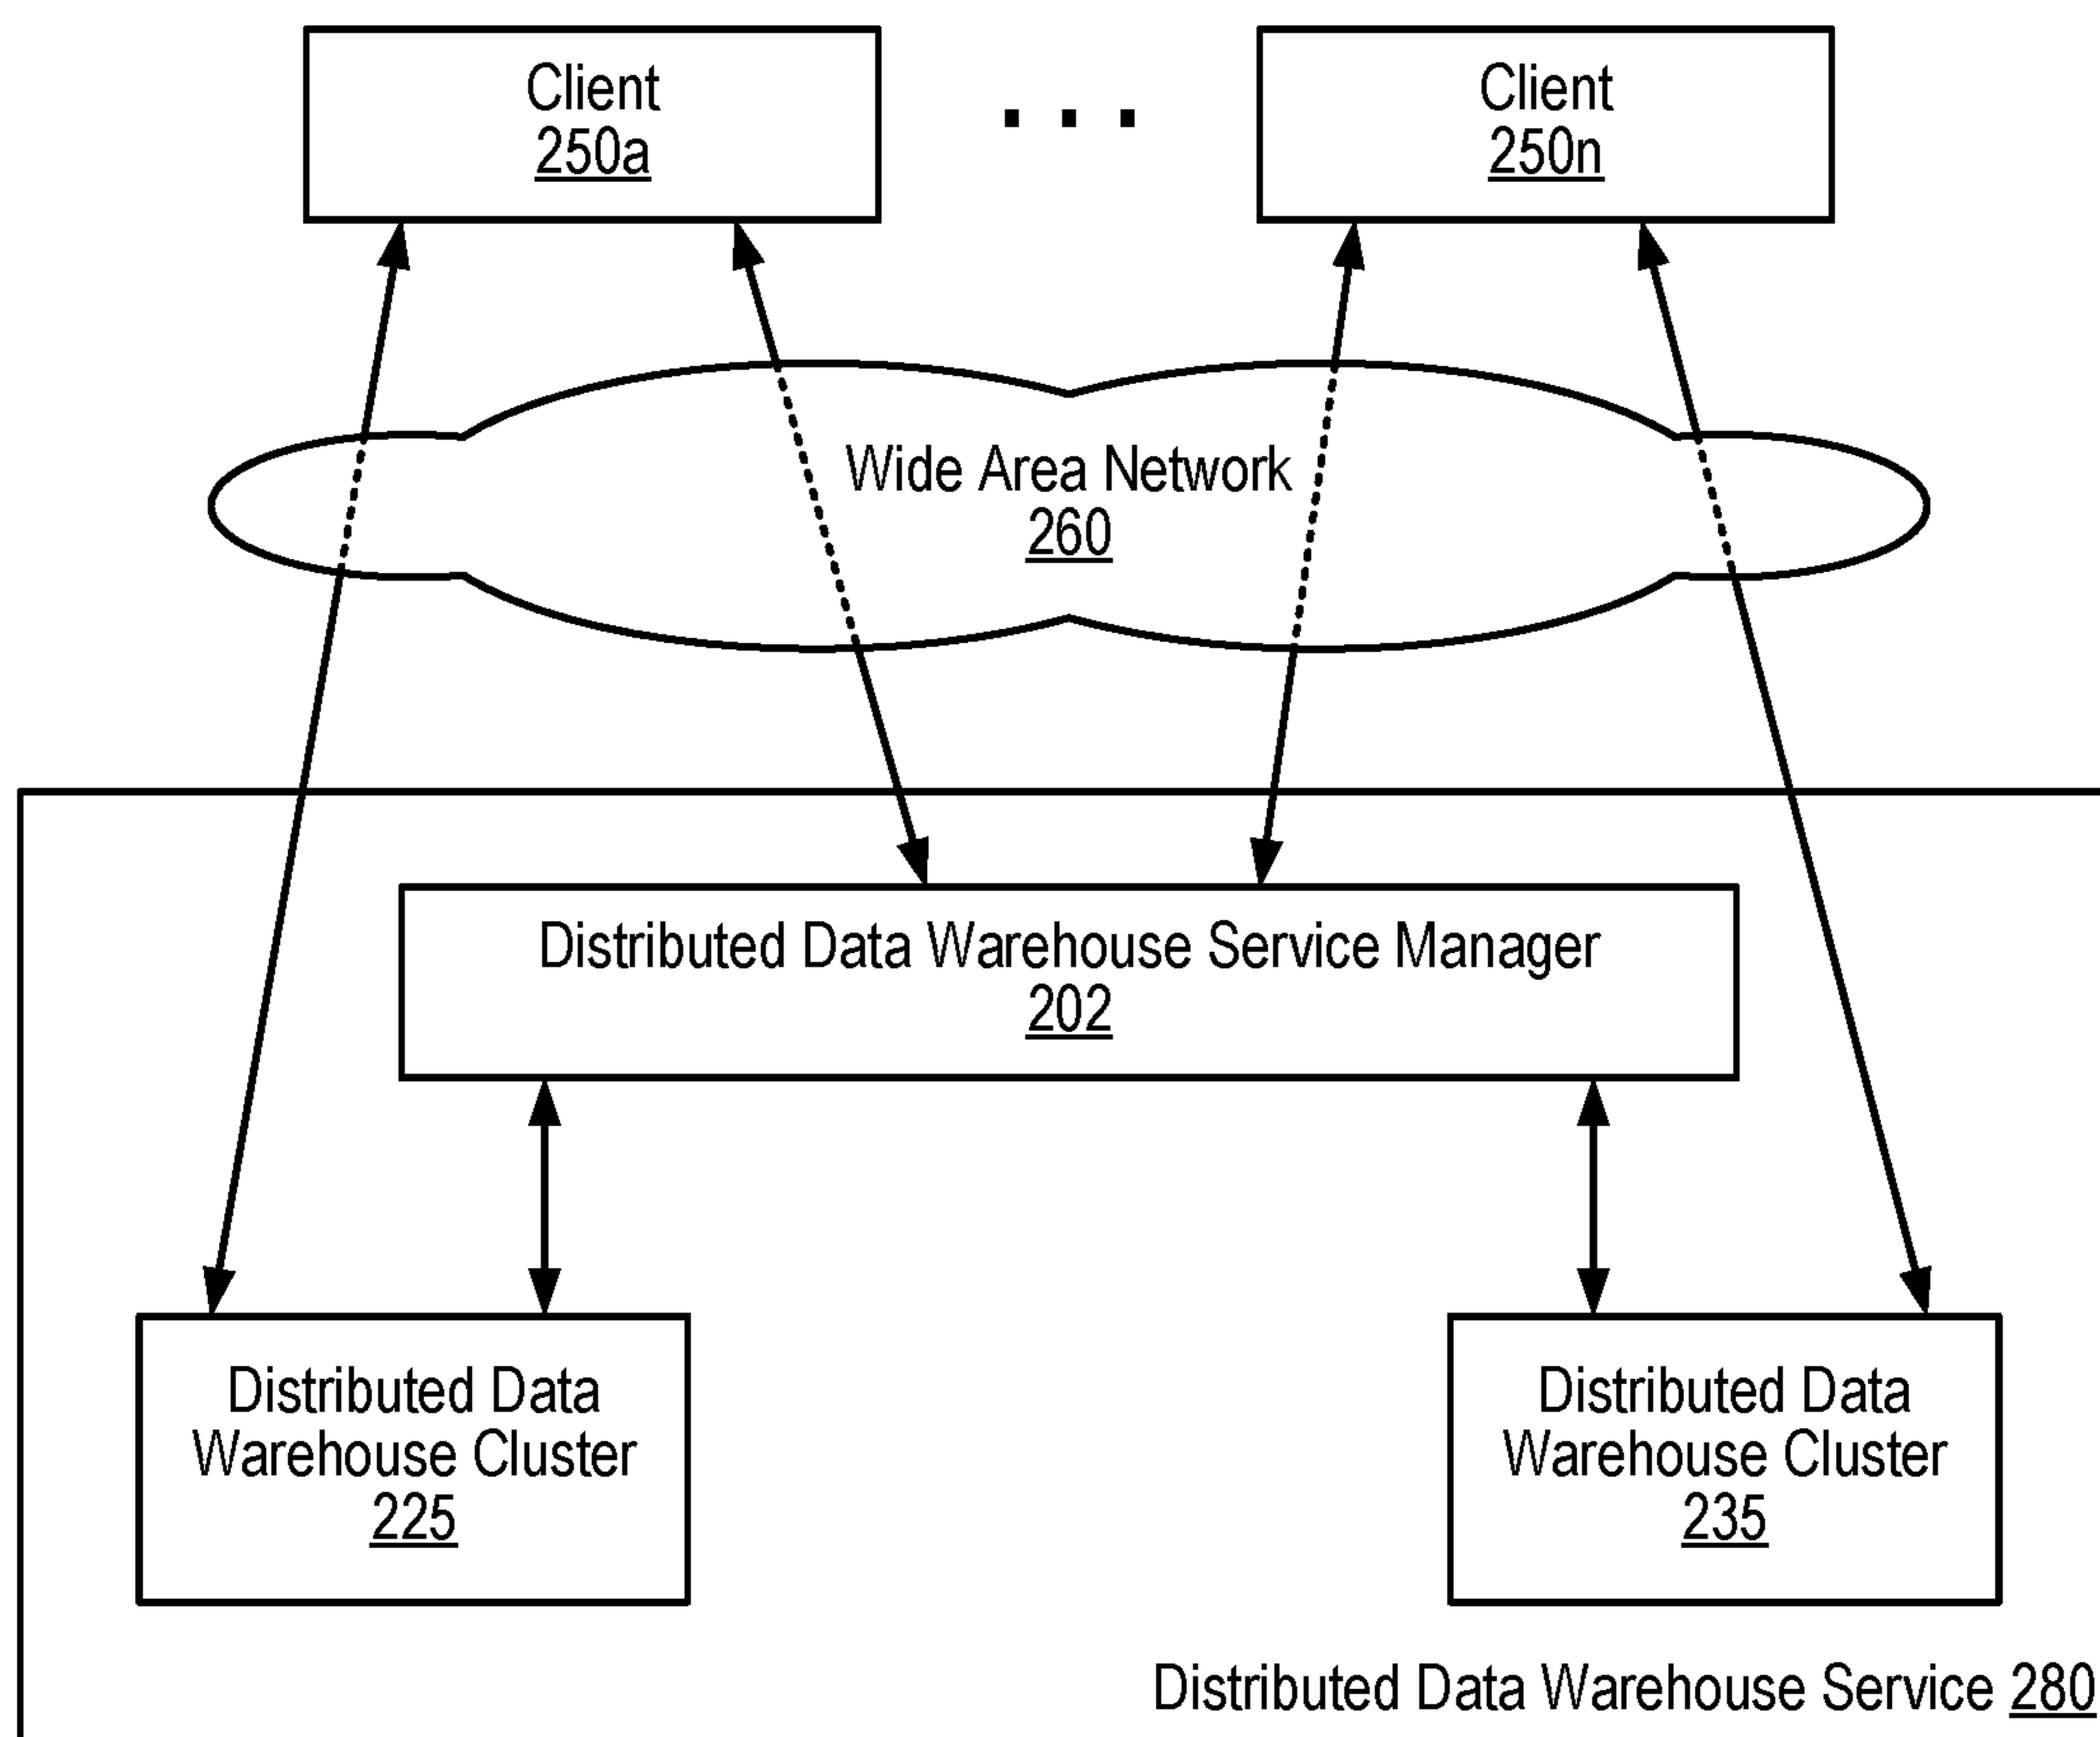 Client
250a
. . .
Client
250n
Wide Area Network
260
Distributed Data Warehouse Service Manager
202
Distributed Data
Warehouse Cluster
225
Distributed Data
Warehouse Cluster
235
Distributed Data Warehouse Service 280